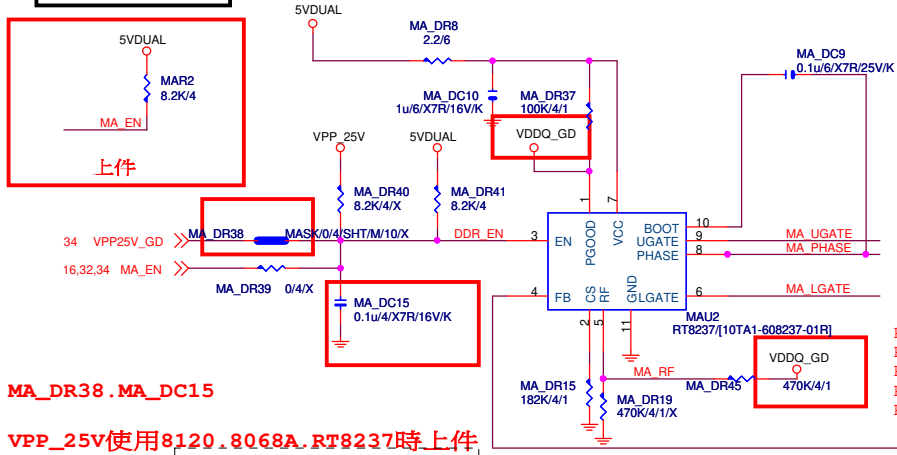 5VDUAL
MAR2
8.2K/4
MA_EN
上件
5VDUAL
MA_DR8
2.2/6
MA_DC10
1u/6/X7R/16V/K
MA_DR37
100K/4/1
VDDQ_GD
MA_DC9
0.1u/6/X7R/25V/K
VPP_25V
5VDUAL
MA_DR40
8.2K/4/X
MA_DR41
8.2K/4
34 VPP25V_GD
MA_DR38 MASK/0/4/SHT/M/10/X
DDR_EN
16,32,34 MA_EN
MA_DR39 0/4/X
MA_DC15
0.1u/4/X7R/16V/K
1 7
PGOOD VCC
3 EN
BOOT 10
UGATE 9 MA_UGATE
PHASE 8 MA_PHASE
4 FB
CS RF GND
LGATE 6 MA_LGATE
2 5 11
MAU2
RT8237/[10TA1-608237-01R]
MA_RF
VDDQ_GD
MA_DR45 470K/4/1
MA_DR15
182K/4/1
MA_DR19
470K/4/1/X
MA_DR38.MA_DC15
VPP_25V使用8120.8068A.RT8237時上件